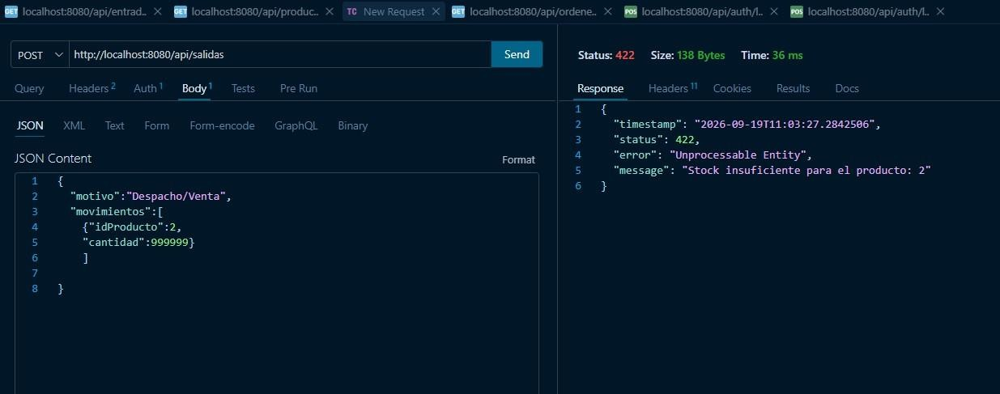 GET localhost:8080/api/entrad.. GET localhost:8080/api/produc.. TC New Request GET localhost:8080/api/ordene.. POS localhost:8080/api/auth/l.. POS localhost:8080/api/auth/l..
POST http://localhost:8080/api/salidas Send
Query Headers 2 Auth 1 Body 1 Tests Pre Run
JSON XML Text Form Form-encode GraphQL Binary
JSON Content Format
1 {
2 "motivo":"Despacho/Venta",
3 "movimientos":[
4 {"idProducto":2,
5 "cantidad":999999}
6 ]
7
8 }
Status: 422 Size: 138 Bytes Time: 36 ms
Response Headers 11 Cookies Results Docs
1 {
2 "timestamp": "2026-09-19T11:03:27.2842506",
3 "status": 422,
4 "error": "Unprocessable Entity",
5 "message": "Stock insuficiente para el producto: 2"
6 }